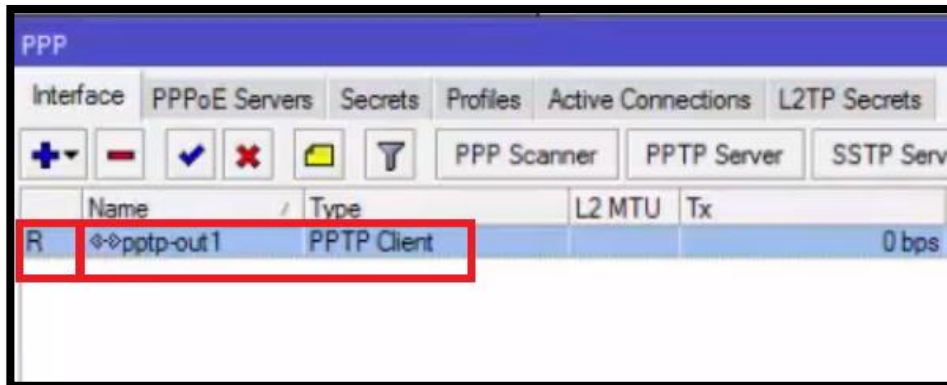 PPP
Interface PPPoE Servers Secrets Profiles Active Connections L2TP Secrets
PPP Scanner PPTP Server SSTP Serv
Name / Type L2 MTU Tx
R pptp-out1 PPTP Client 0 bps